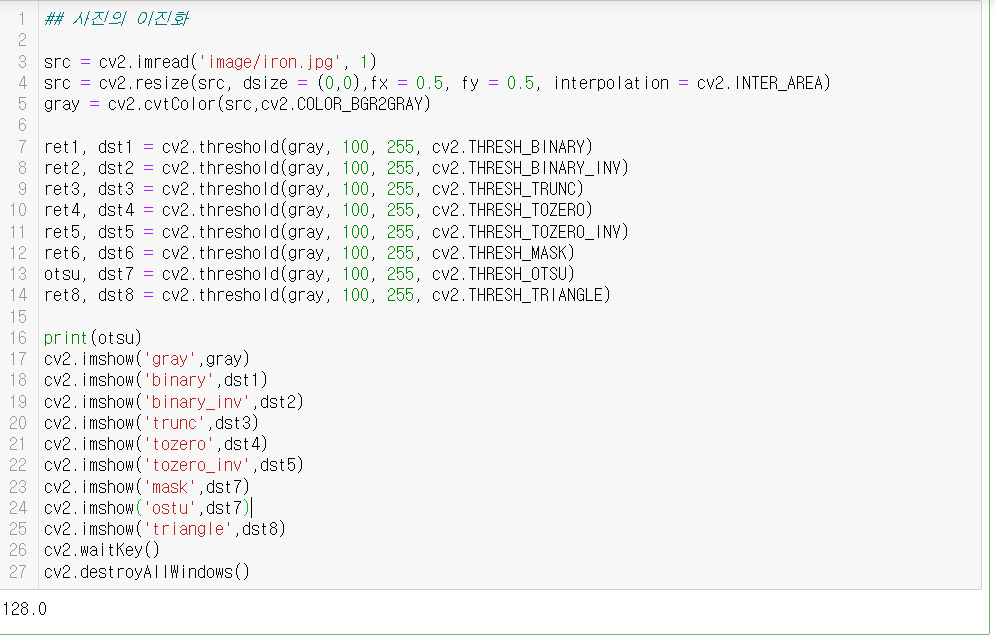 1 ## 사진의 이진화
2
3 src = cv2.imread('image/iron.jpg', 1)
4 src = cv2.resize(src, dsize = (0,0),fx = 0.5, fy = 0.5, interpolation = cv2.INTER_AREA)
5 gray = cv2.cvtColor(src,cv2.COLOR_BGR2GRAY)
6
7 ret1, dst1 = cv2.threshold(gray, 100, 255, cv2.THRESH_BINARY)
8 ret2, dst2 = cv2.threshold(gray, 100, 255, cv2.THRESH_BINARY_INV)
9 ret3, dst3 = cv2.threshold(gray, 100, 255, cv2.THRESH_TRUNC)
10 ret4, dst4 = cv2.threshold(gray, 100, 255, cv2.THRESH_TOZERO)
11 ret5, dst5 = cv2.threshold(gray, 100, 255, cv2.THRESH_TOZERO_INV)
12 ret6, dst6 = cv2.threshold(gray, 100, 255, cv2.THRESH_MASK)
13 otsu, dst7 = cv2.threshold(gray, 100, 255, cv2.THRESH_OTSU)
14 ret8, dst8 = cv2.threshold(gray, 100, 255, cv2.THRESH_TRIANGLE)
15
16 print(otsu)
17 cv2.imshow('gray',gray)
18 cv2.imshow('binary',dst1)
19 cv2.imshow('binary_inv',dst2)
20 cv2.imshow('trunc',dst3)
21 cv2.imshow('tozero',dst4)
22 cv2.imshow('tozero_inv',dst5)
23 cv2.imshow('mask',dst7)
24 cv2.imshow('ostu',dst7)
25 cv2.imshow('triangle',dst8)
26 cv2.waitKey()
27 cv2.destroyAllWindows()
128.0